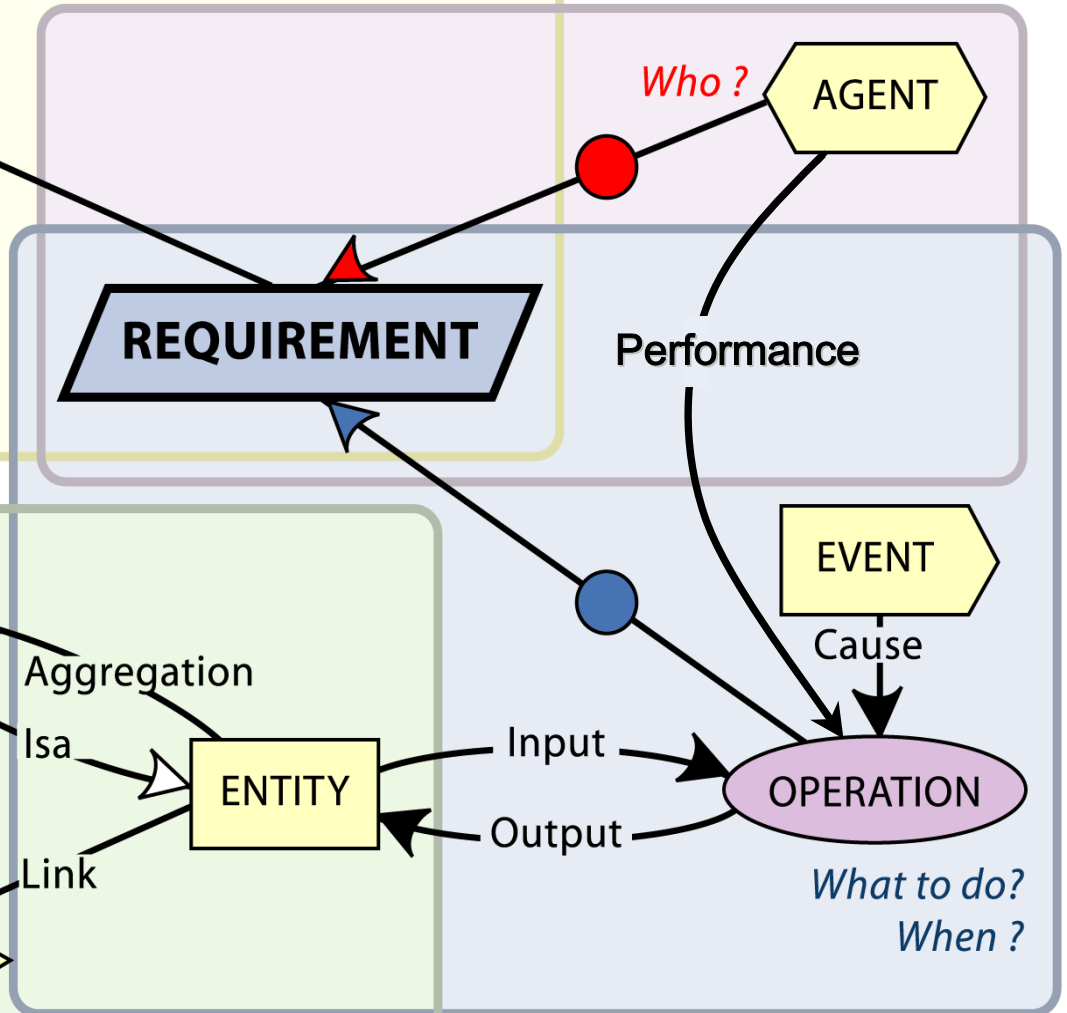 Who ?
AGENT
REQUIREMENT
Performance
EVENT
Cause
Aggregation
Isa
Input
ENTITY
OPERATION
Output
Link
What to do?
When ?